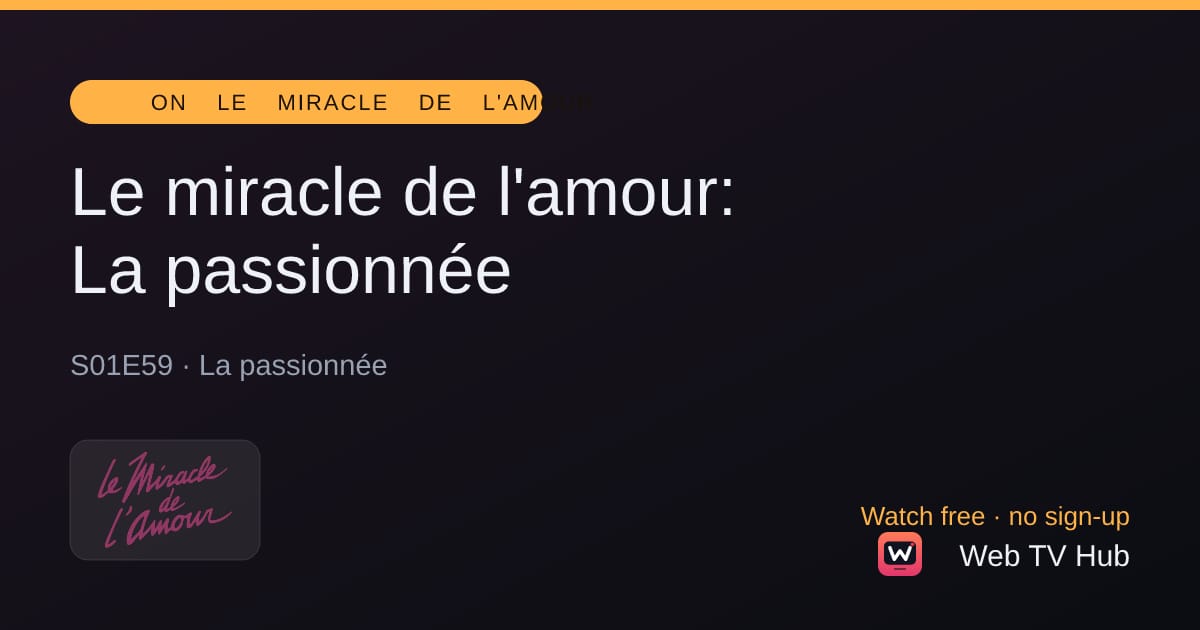 ON LE MIRACLE DE L'AMOUR
Le miracle de l'amour:
La passionnée
S01E59 · La passionnée
Le Miracle
de
l'Amour
Watch free · no sign-up
W
Web TV Hub